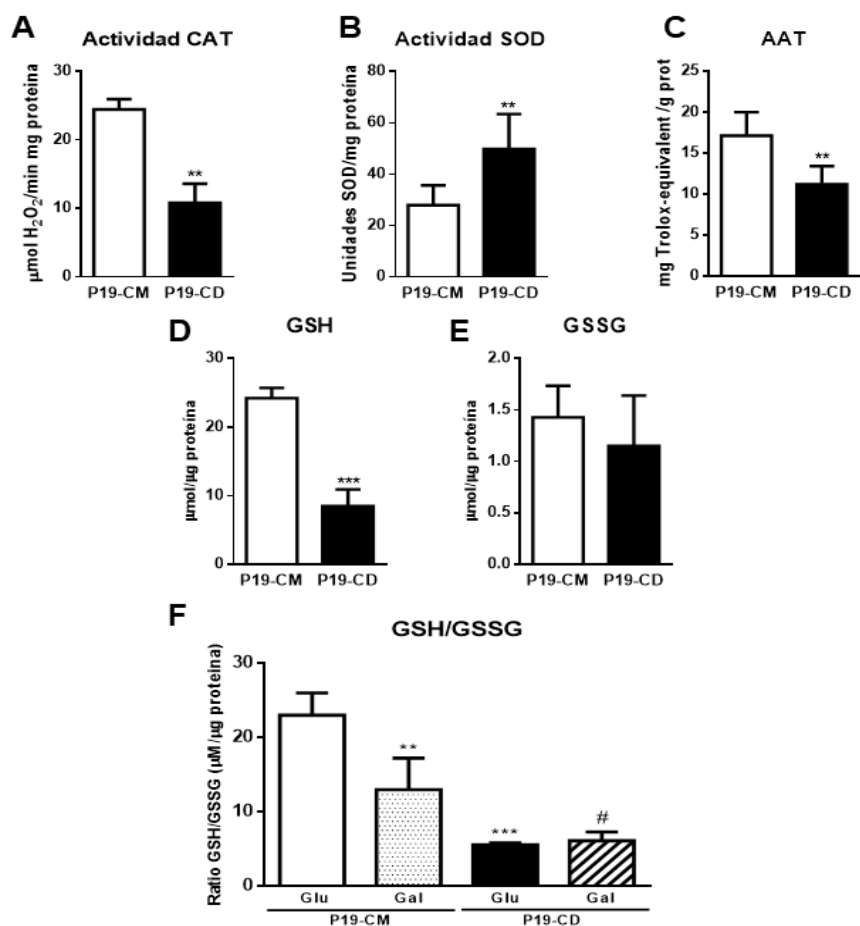 A
Actividad CAT
µmol H₂O₂/min mg proteína
30
20
10
0
**
P19-CM P19-CD
B
Actividad SOD
Unidades SOD/mg proteína
80
60
40
20
0
**
P19-CM P19-CD
C
AAT
mg Trolox-equivalent /g prot
25
20
15
10
5
0
**
P19-CM P19-CD
D
GSH
µmol/µg proteína
30
20
10
0
***
P19-CM P19-CD
E
GSSG
µmol/µg proteína
2.0
1.5
1.0
0.5
0.0
P19-CM P19-CD
F
GSH/GSSG
Ratio GSH/GSSG (µM/µg proteína)
30
20
10
0
**
***
#
Glu Gal Glu Gal
P19-CM P19-CD